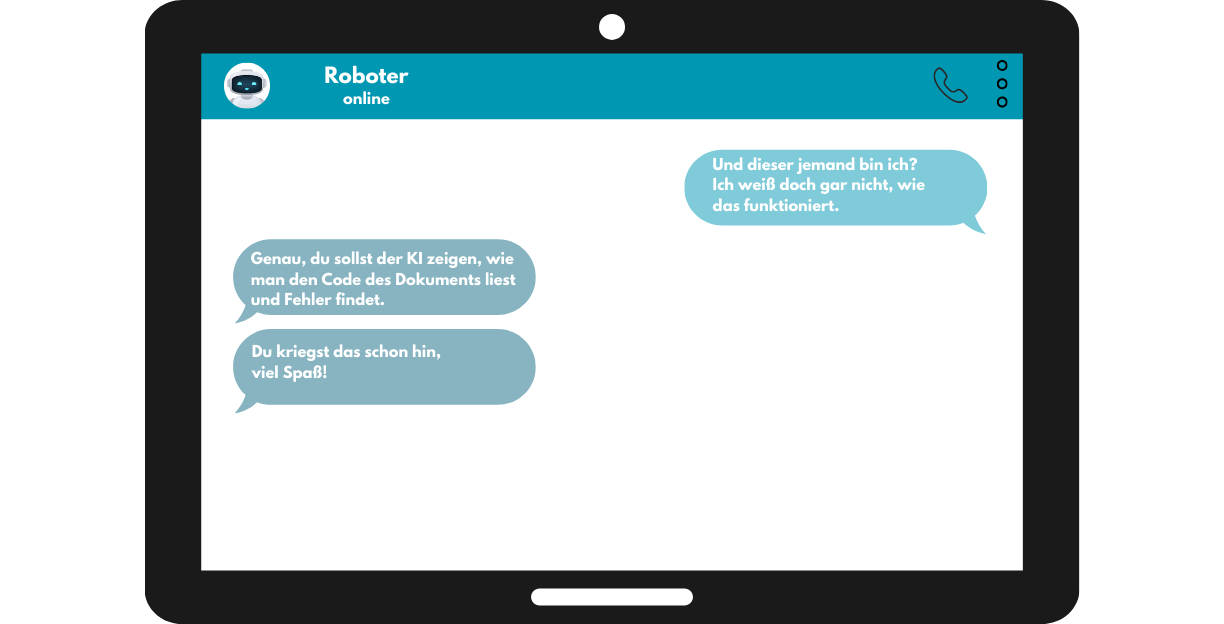 Roboter
online
Und dieser jemand bin ich?
Ich weiß doch gar nicht, wie
das funktioniert.
Genau, du sollst der KI zeigen, wie
man den Code des Dokuments liest
und Fehler findet.
Du kriegst das schon hin,
viel Spaß!